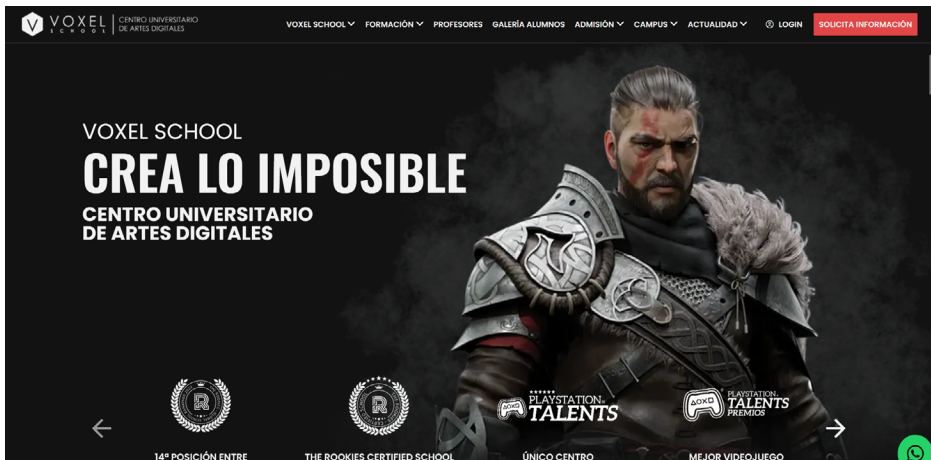 VOXEL
SCHOOL
CENTRO UNIVERSITARIO
DE ARTES DIGITALES
VOXEL SCHOOL
FORMACIÓN
PROFESORES
GALERÍA ALUMNOS
ADMISIÓN
CAMPUS
ACTUALIDAD
LOGIN
SOLICITA INFORMACIÓN
VOXEL SCHOOL
CREA LO IMPOSIBLE
CENTRO UNIVERSITARIO
DE ARTES DIGITALES
R
R
PLAYSTATION®
TALENTS
PLAYSTATION®
TALENTS
PREMIOS
14ª POSICIÓN ENTRE
THE ROOKIES CERTIFIED SCHOOL
ÚNICO CENTRO
MEJOR VIDEOJUEGO